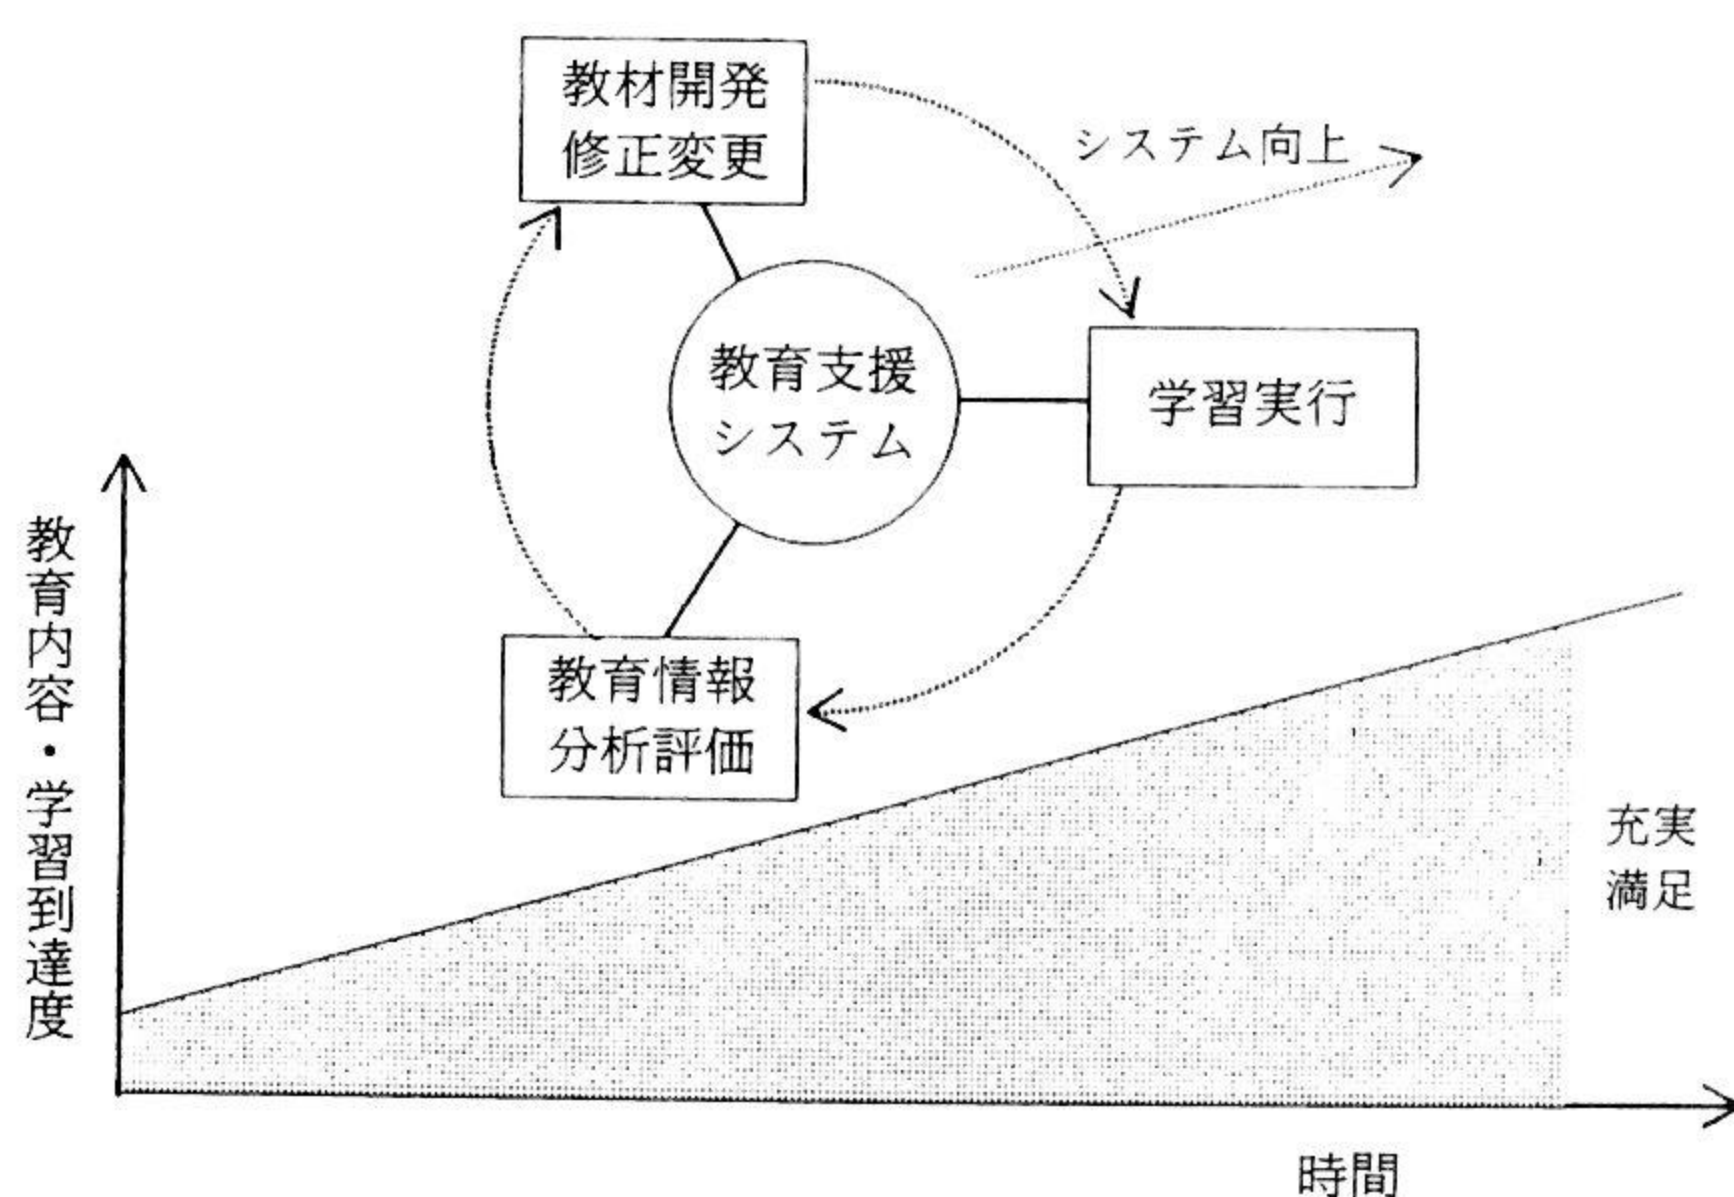 教材開発
修正変更
システム向上
教育支援
システム
学習実行
教育情報
分析評価
教育内容・学習到達度
充実
満足
時間